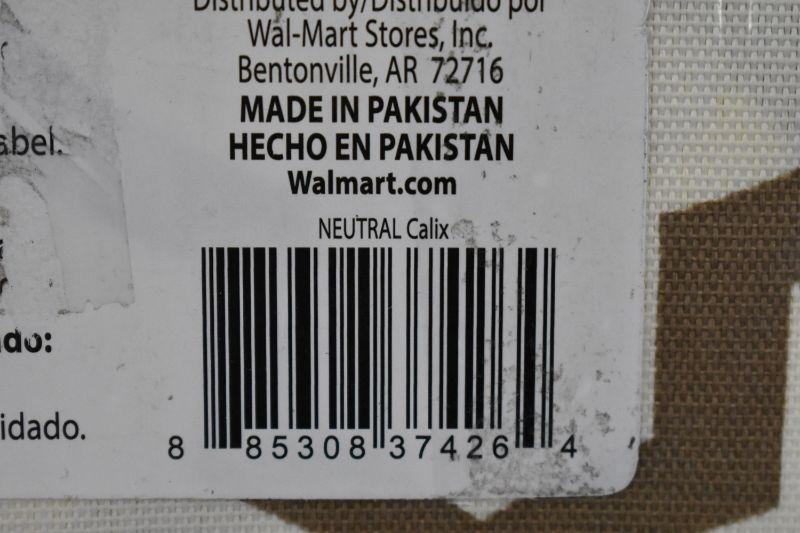 Distributed by/Distribuido por
Wal-Mart Stores, Inc.
Bentonville, AR 72716
MADE IN PAKISTAN
HECHO EN PAKISTAN
Walmart.com
NEUTRAL Calix
8 85308 37426 4
abel.
do:
idado.